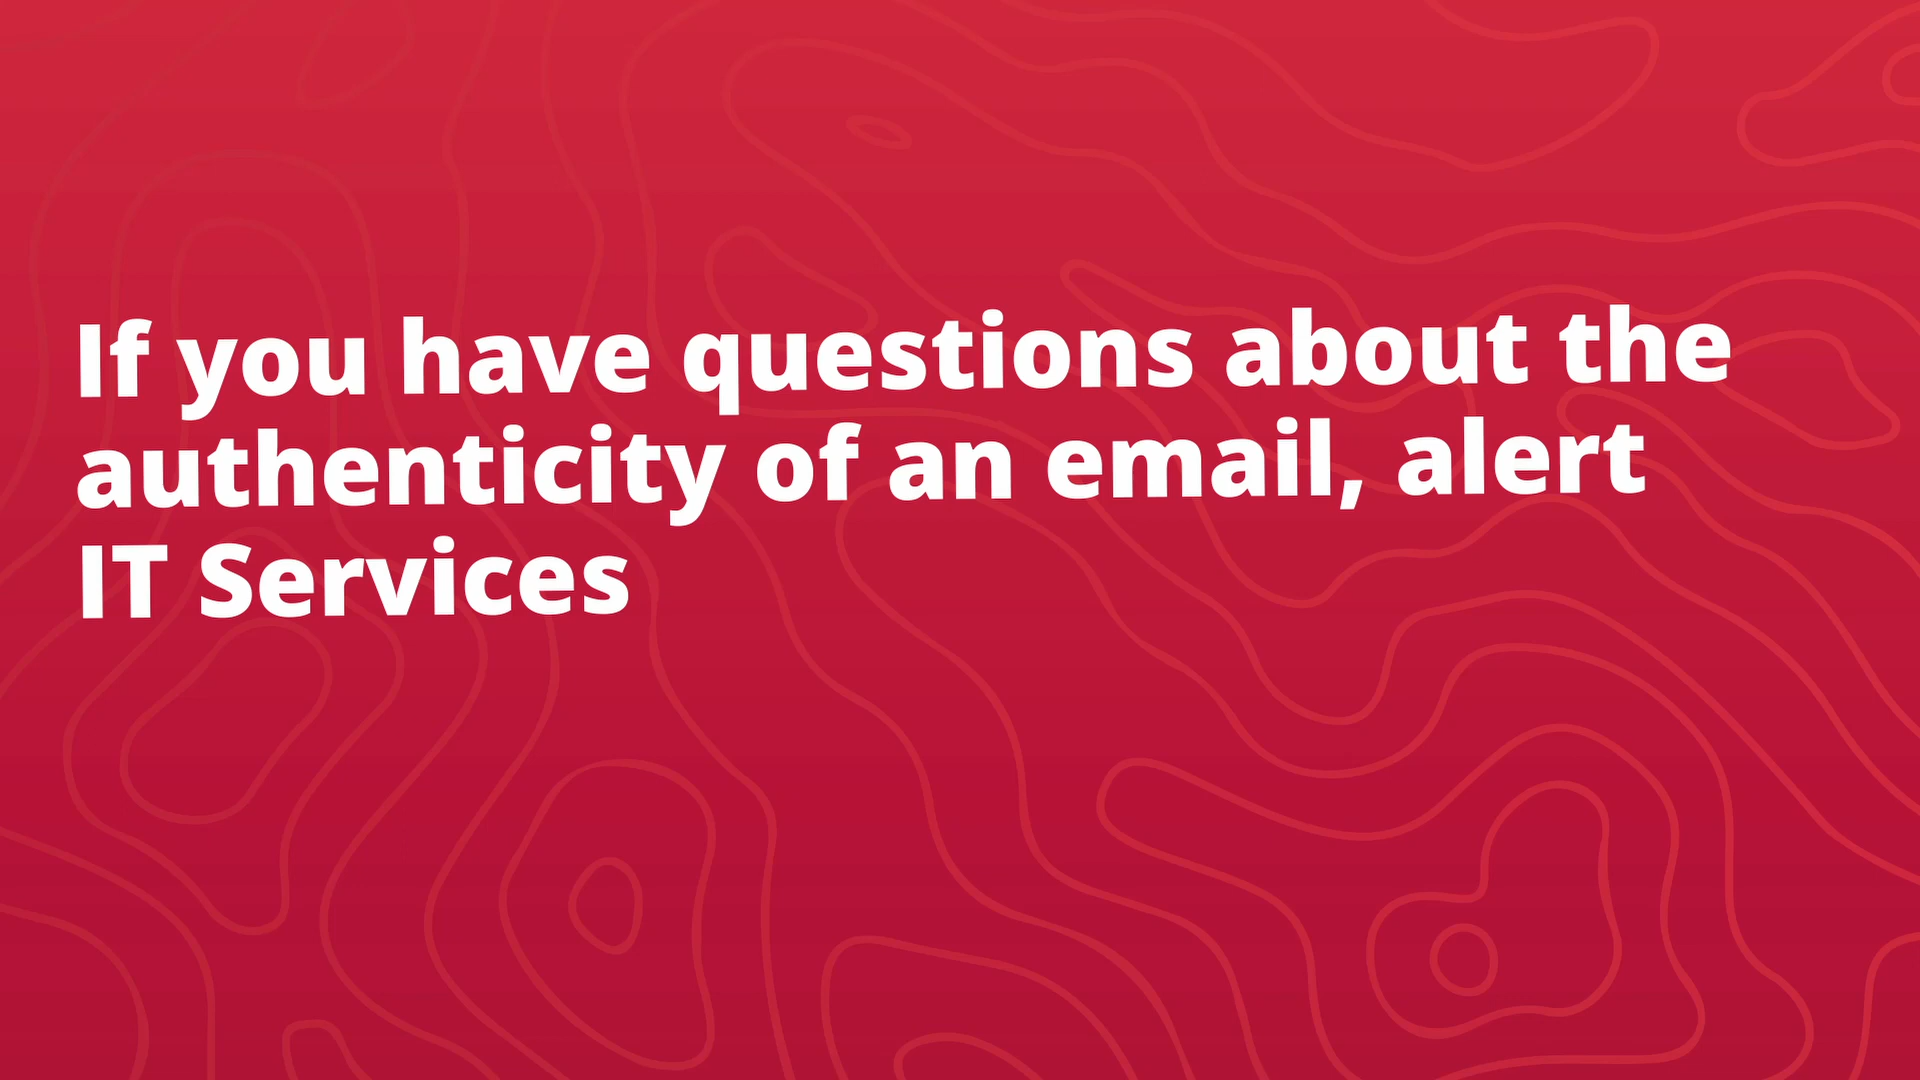 If you have questions about the
authenticity of an email, alert
IT Services